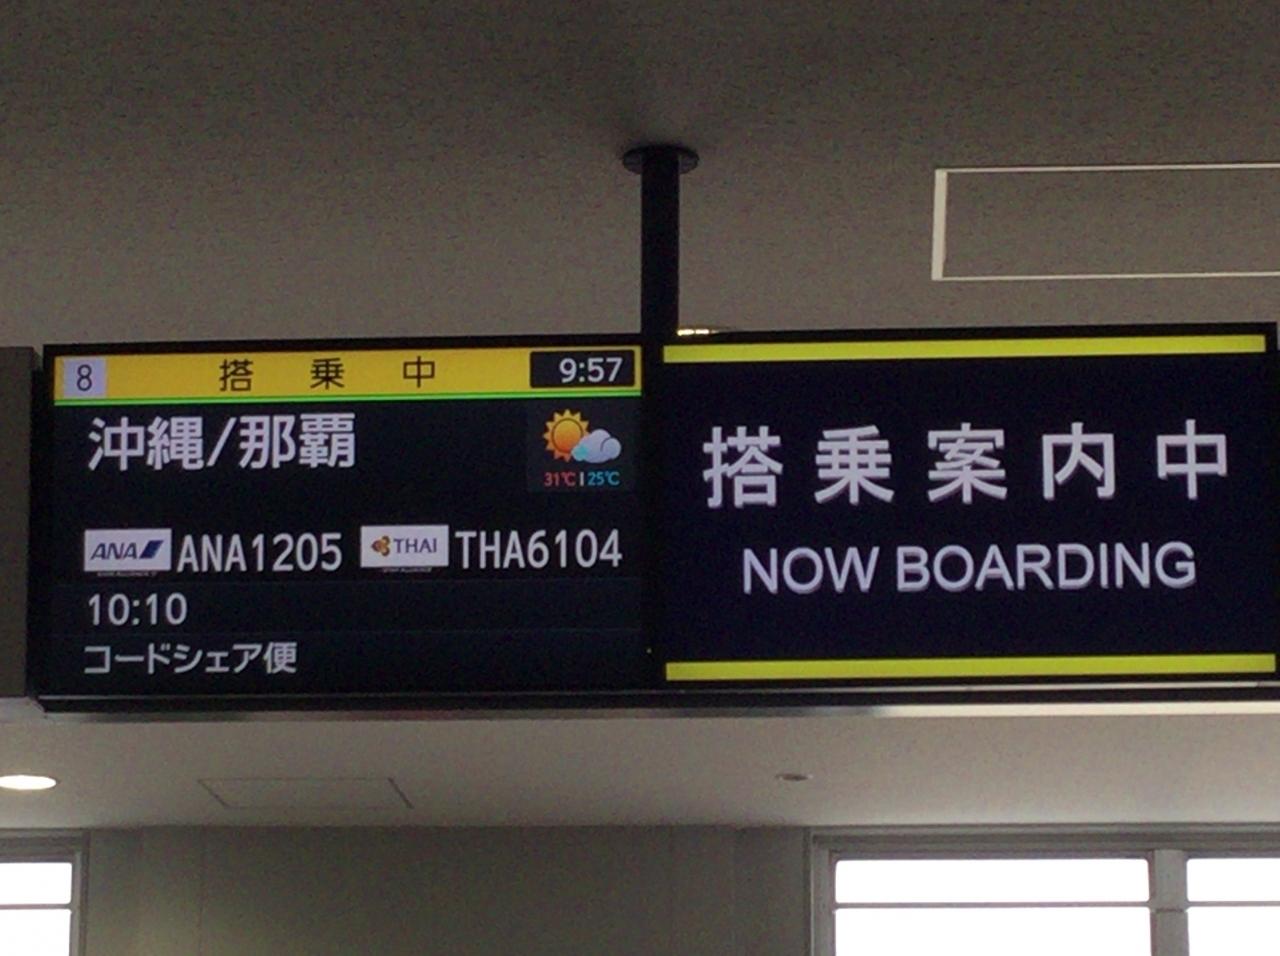 8 搭乗中 9:57
沖縄/那覇
31℃ | 25℃
ANA ANA1205 THAI THA6104
10:10
コードシェア便
搭乗案内中
NOW BOARDING